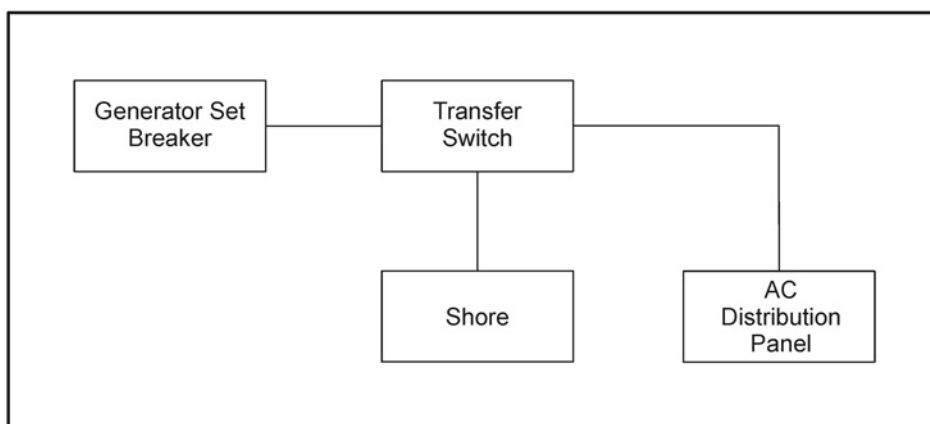 Generator Set
Breaker
Transfer
Switch
Shore
AC
Distribution
Panel